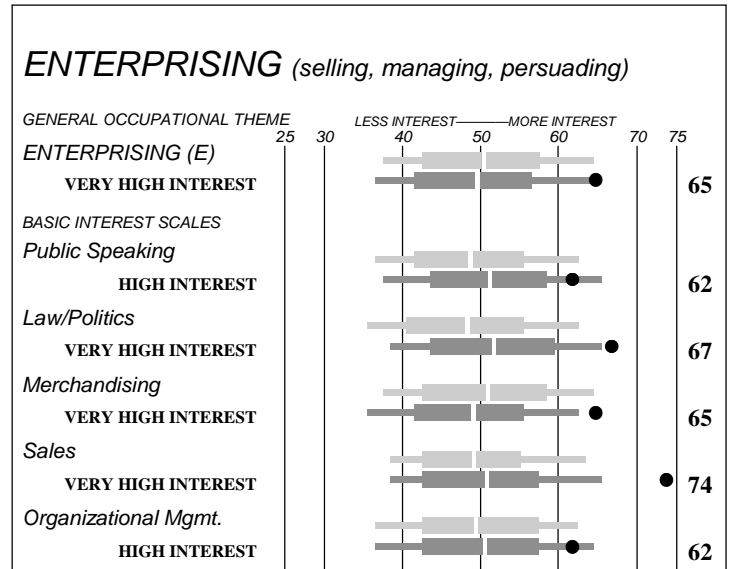 ENTERPRISING (selling, managing, persuading)
GENERAL OCCUPATIONAL THEME LESS INTEREST———MORE INTEREST
25 30 40 50 60 70 75
ENTERPRISING (E)
VERY HIGH INTEREST 65
BASIC INTEREST SCALES
Public Speaking
HIGH INTEREST 62
Law/Politics
VERY HIGH INTEREST 67
Merchandising
VERY HIGH INTEREST 65
Sales
VERY HIGH INTEREST 74
Organizational Mgmt.
HIGH INTEREST 62